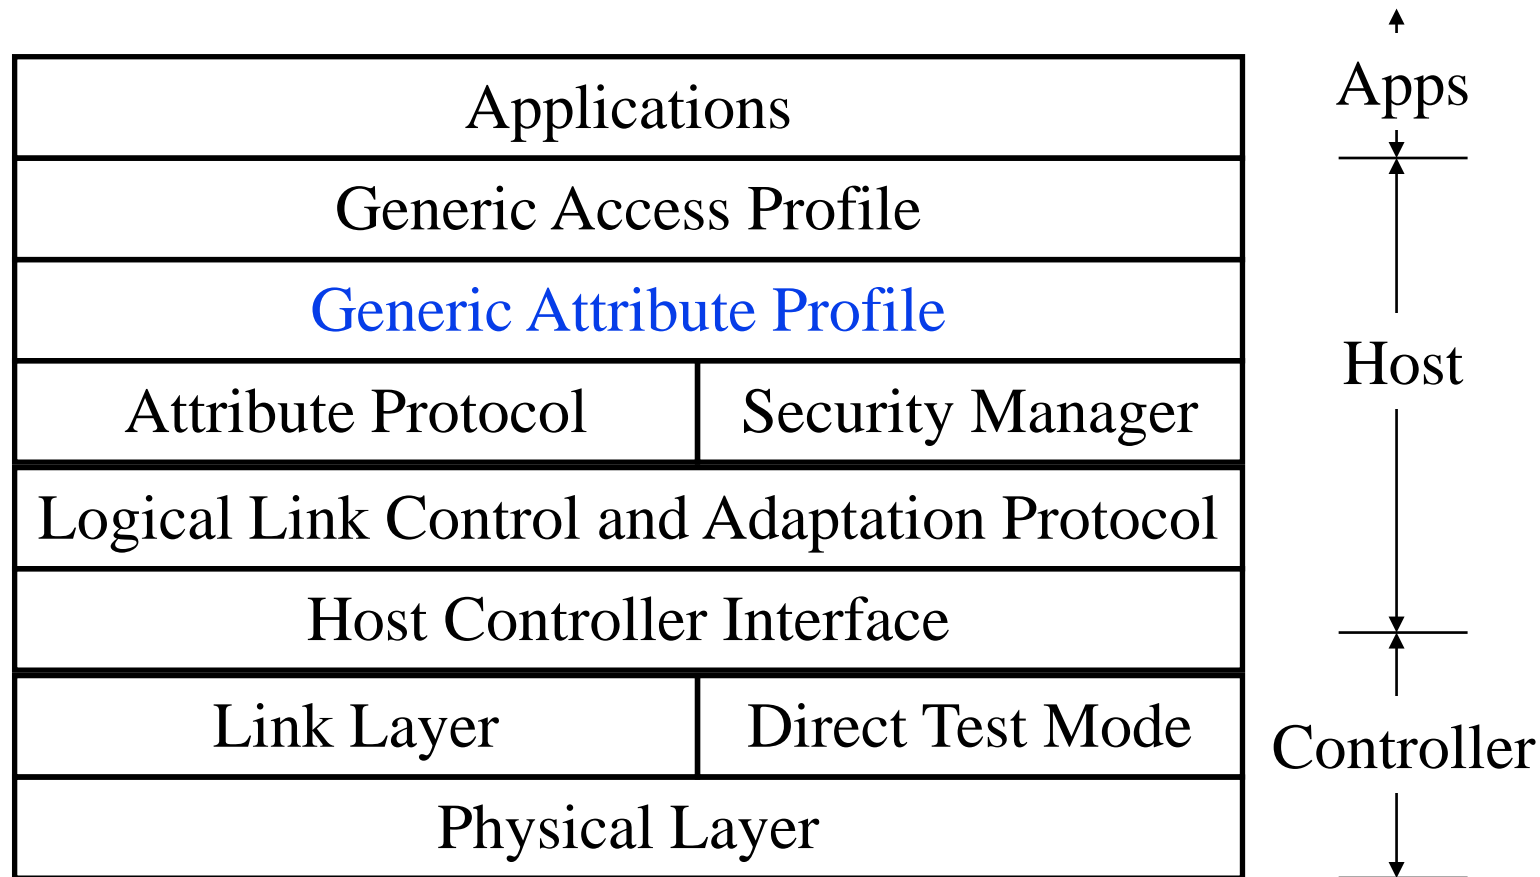 Applications
Generic Access Profile
Generic Attribute Profile
Attribute Protocol
Security Manager
Logical Link Control and Adaptation Protocol
Host Controller Interface
Link Layer
Direct Test Mode
Physical Layer
Apps
Host
Controller